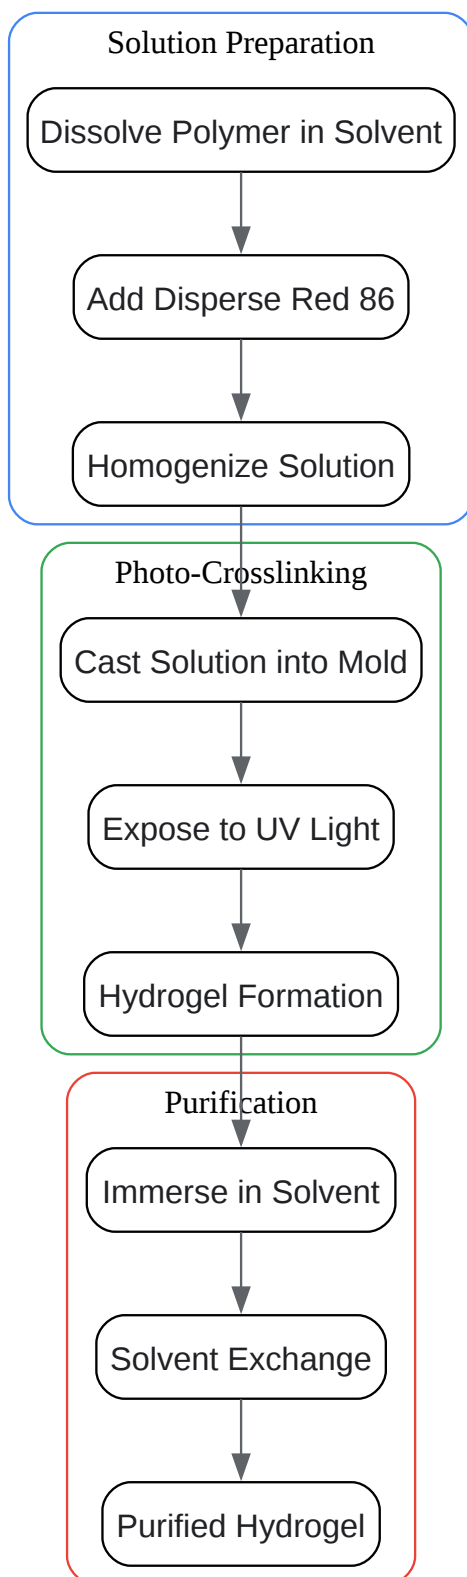 Solution Preparation
Dissolve Polymer in Solvent
Add Disperse Red 86
Homogenize Solution
Photo-Crosslinking
Cast Solution into Mold
Expose to UV Light
Hydrogel Formation
Purification
Immerse in Solvent
Solvent Exchange
Purified Hydrogel